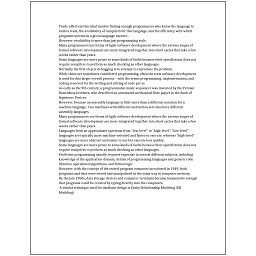 Trade-offs from this ideal involve finding enough programmers who know the language to
build a team, the availability of compilers for that language, and the efficiency with which
programs written in a given language execute.
However, readability is more than just programming style.
Many programmers use forms of Agile software development where the various stages of
formal software development are more integrated together into short cycles that take a few
weeks rather than years.
Some languages are more prone to some kinds of faults because their specification does not
require compilers to perform as much checking as other languages.
Normally the first step in debugging is to attempt to reproduce the problem.
While these are sometimes considered programming, often the term software development
is used for this larger overall process – with the terms programming, implementation, and
coding reserved for the writing and editing of code per se.
As early as the 9th century, a programmable music sequencer was invented by the Persian
Banu Musa brothers, who described an automated mechanical flute player in the Book of
Ingenious Devices.
However, because an assembly language is little more than a different notation for a
machine language, two machines with different instruction sets also have different
assembly languages.
Many programmers use forms of Agile software development where the various stages of
formal software development are more integrated together into short cycles that take a few
weeks rather than years.
Languages form an approximate spectrum from "low-level" to "high-level"; "low-level"
languages are typically more machine-oriented and faster to execute, whereas "high-level"
languages are more abstract and easier to use but execute less quickly.
Some languages are more prone to some kinds of faults because their specification does not
require compilers to perform as much checking as other languages.
Proficient programming usually requires expertise in several different subjects, including
knowledge of the application domain, details of programming languages and generic code
libraries, specialized algorithms, and formal logic.
However, with the concept of the stored-program computer introduced in 1949, both
programs and data were stored and manipulated in the same way in computer memory.
By the late 1960s, data storage devices and computer terminals became inexpensive enough
that programs could be created by typing directly into the computers.
A similar technique used for database design is Entity-Relationship Modeling (ER
Modeling).